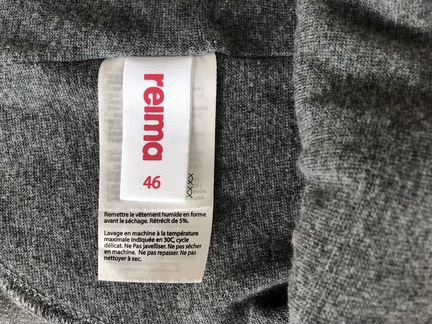 reima
46
XXXX
Remettre le vêtement humide en forme
avant le séchage. Rétrécit de 5%.
Lavage en machine à la température
maximale indiquée en 30C, cycle
délicat. Ne Pas javelliser. Ne Pas sécher
en machine. Ne pas repasser. Ne pas
nettoyer à sec.